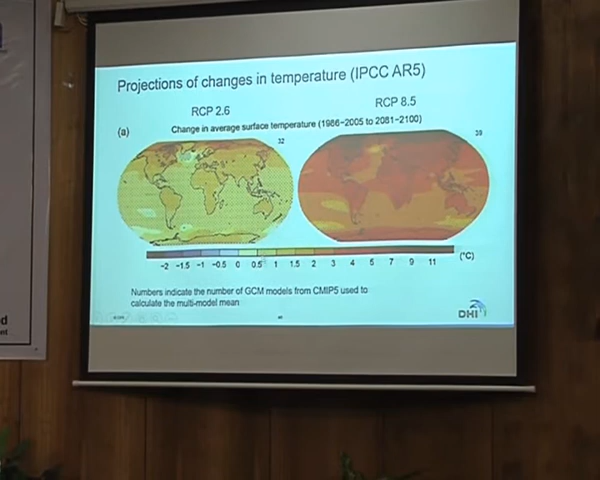 Projections of changes in temperature (IPCC AR5)
RCP 2.6
RCP 8.5
(a)
Change in average surface temperature (1986−2005 to 2081−2100)
32
39
−2 −1.5 −1 −0.5 0 0.5 1 1.5 2 3 4 5 7 9 11
(°C)
Numbers indicate the number of GCM models from CMIP5 used to
calculate the multi-model mean
DHI
d
nt